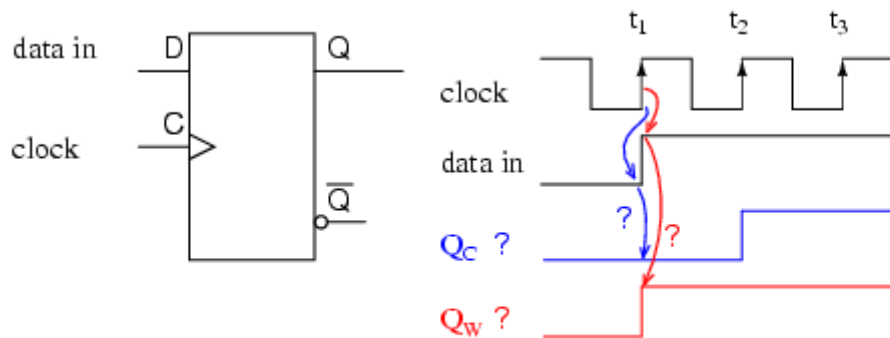 data in
D
Q
C
clock
Q
t1
t2
t3
clock
data in
?
?
QC ?
QW ?